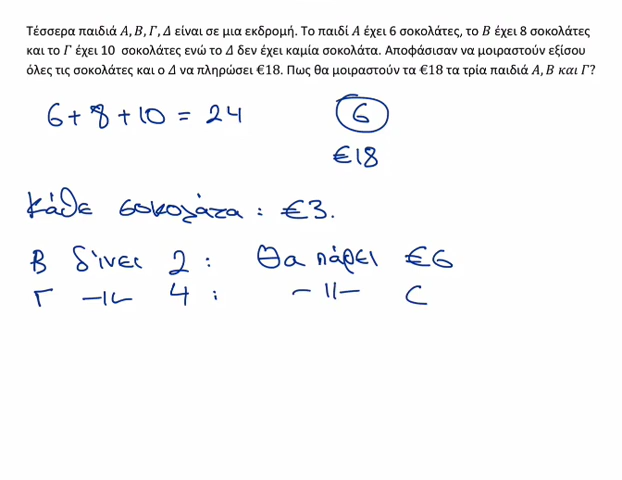 Τέσσερα παιδιά Α, Β, Γ, Δ είναι σε μια εκδρομή. Το παιδί Α έχει 6 σοκολάτες, το Β έχει 8 σοκολάτες
και το Γ έχει 10 σοκολάτες ενώ το Δ δεν έχει καμία σοκολάτα. Αποφάσισαν να μοιραστούν εξίσου
όλες τις σοκολάτες και ο Δ να πληρώσει €18. Πως θα μοιραστούν τα €18 τα τρία παιδιά Α, Β και Γ?
6 + 8 + 10 = 24 6
€18
κάθε σοκολάτα : €3.
Β δίνει 2 : Θα πάρει €6
Γ —||— 4 : —||— C